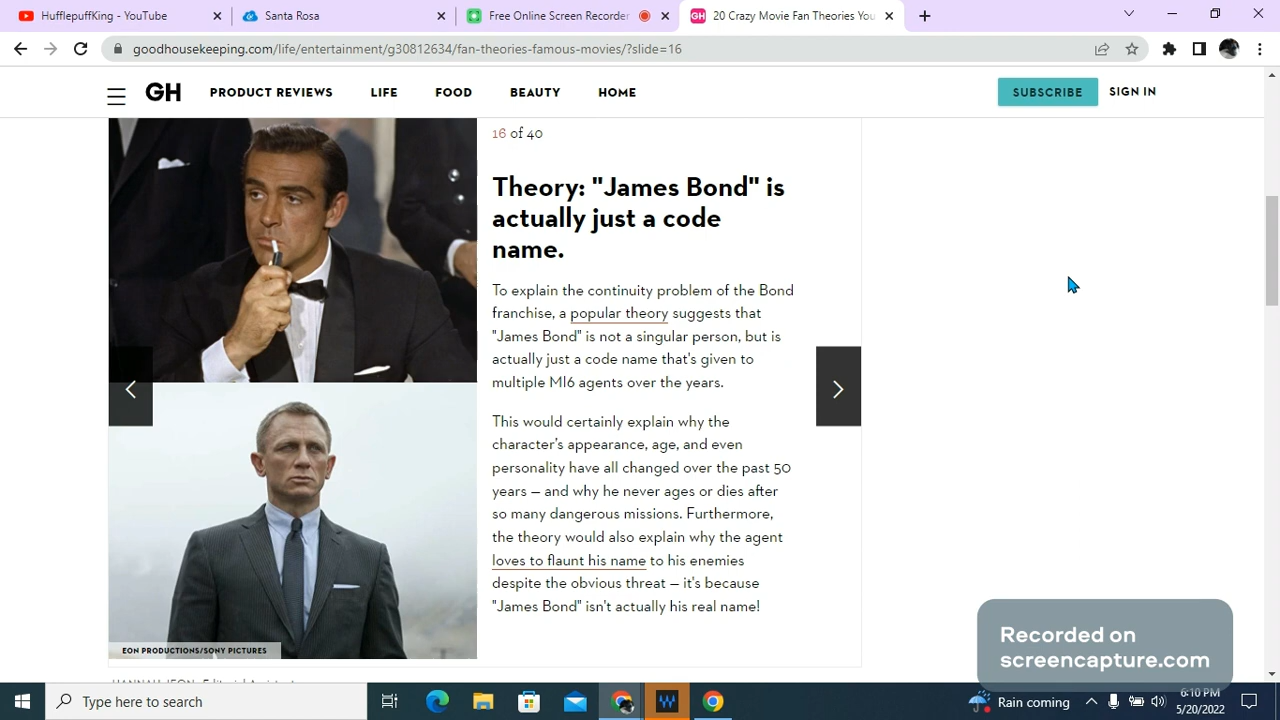 HufflepuffKing - YouTube
Santa Rosa
Free Online Screen Recorder
20 Crazy Movie Fan Theories You
goodhousekeeping.com/life/entertainment/g30812634/fan-theories-famous-movies/?slide=16
GH PRODUCT REVIEWS LIFE FOOD BEAUTY HOME SUBSCRIBE SIGN IN
16 of 40
Theory: "James Bond" is
actually just a code
name.
To explain the continuity problem of the Bond
franchise, a popular theory suggests that
"James Bond" is not a singular person, but is
actually just a code name that's given to
multiple MI6 agents over the years.
This would certainly explain why the
character's appearance, age, and even
personality have all changed over the past 50
years – and why he never ages or dies after
so many dangerous missions. Furthermore,
the theory would also explain why the agent
loves to flaunt his name to his enemies
despite the obvious threat – it's because
"James Bond" isn't actually his real name!
EON PRODUCTIONS/SONY PICTURES
Recorded on
screencapture.com
Type here to search
Rain coming
6:10 PM
5/20/2022